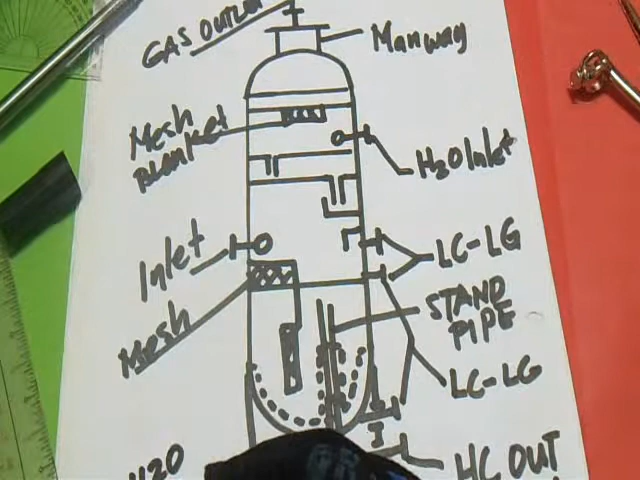 GAS OUTLET
Manway
Mesh
Blanket
H2O Inlet
Inlet
LC-LG
Mesh
STAND
PIPE
LC-LG
H2O
HC OUT